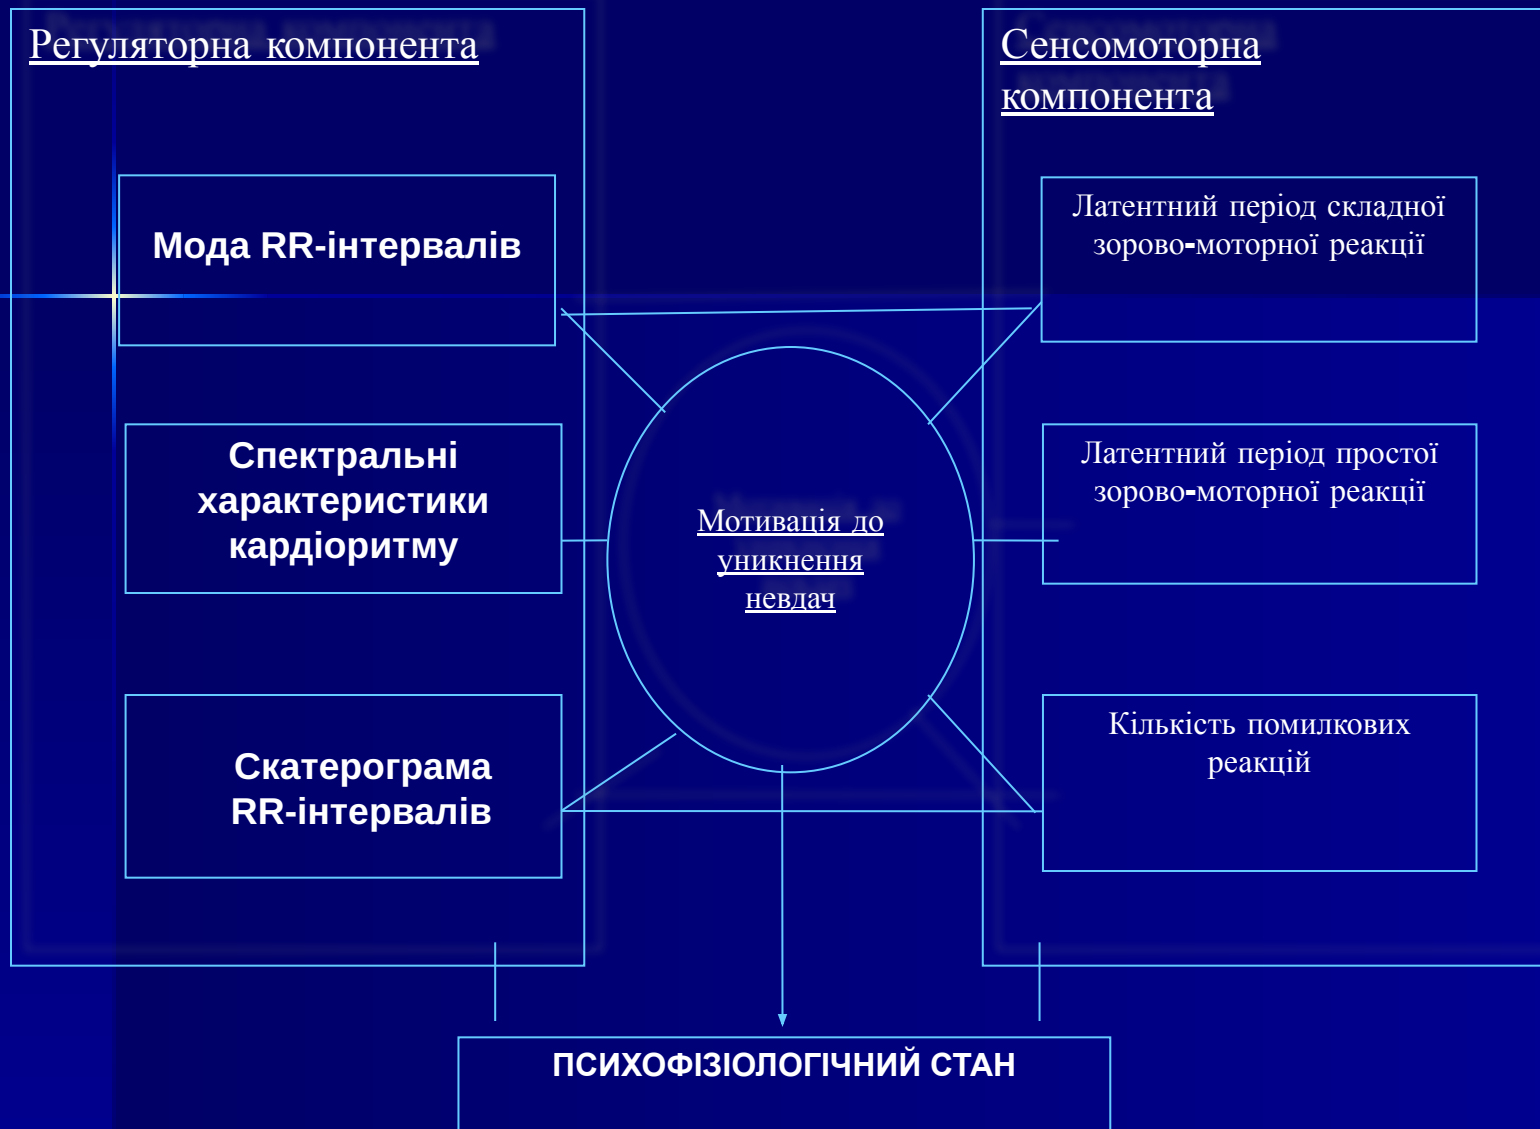 Регуляторна компонента
Сенсомоторна
компонента
Мода RR-інтервалів
Латентний період складної
зорово-моторної реакції
Спектральні
характеристики
кардіоритму
Мотивація до
уникнення
невдач
Латентний період простої
зорово-моторної реакції
Скатерограма
RR-інтервалів
Кількість помилкових
реакцій
ПСИХОФІЗІОЛОГІЧНИЙ СТАН